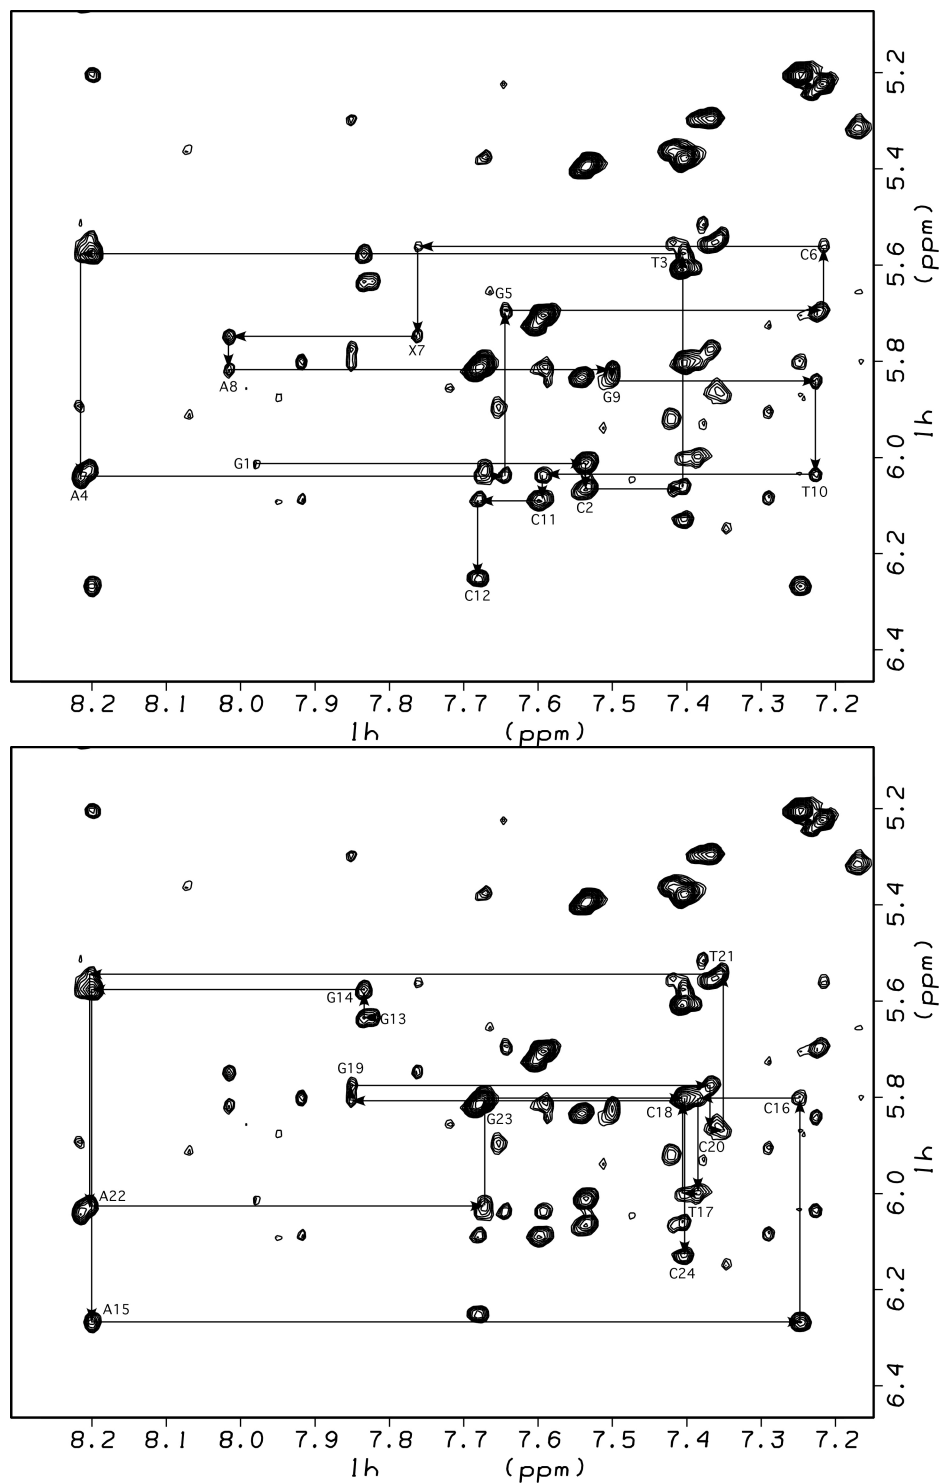 5.2
5.4
5.6
C6
T3
(ppm)
G5
5.8
X7
A8
G9
1h
6.0
G1
A4
T10
C2
C11
6.2
C12
6.4
8.2 8.1 8.0 7.9 7.8 7.7 7.6 7.5 7.4 7.3 7.2
1h (ppm)
5.2
5.4
T21
5.6
G14
G13
(ppm)
G19
5.8
C18
C16
G23
C20
1h
6.0
A22
T17
C24
6.2
A15
6.4
8.2 8.1 8.0 7.9 7.8 7.7 7.6 7.5 7.4 7.3 7.2
1h (ppm)